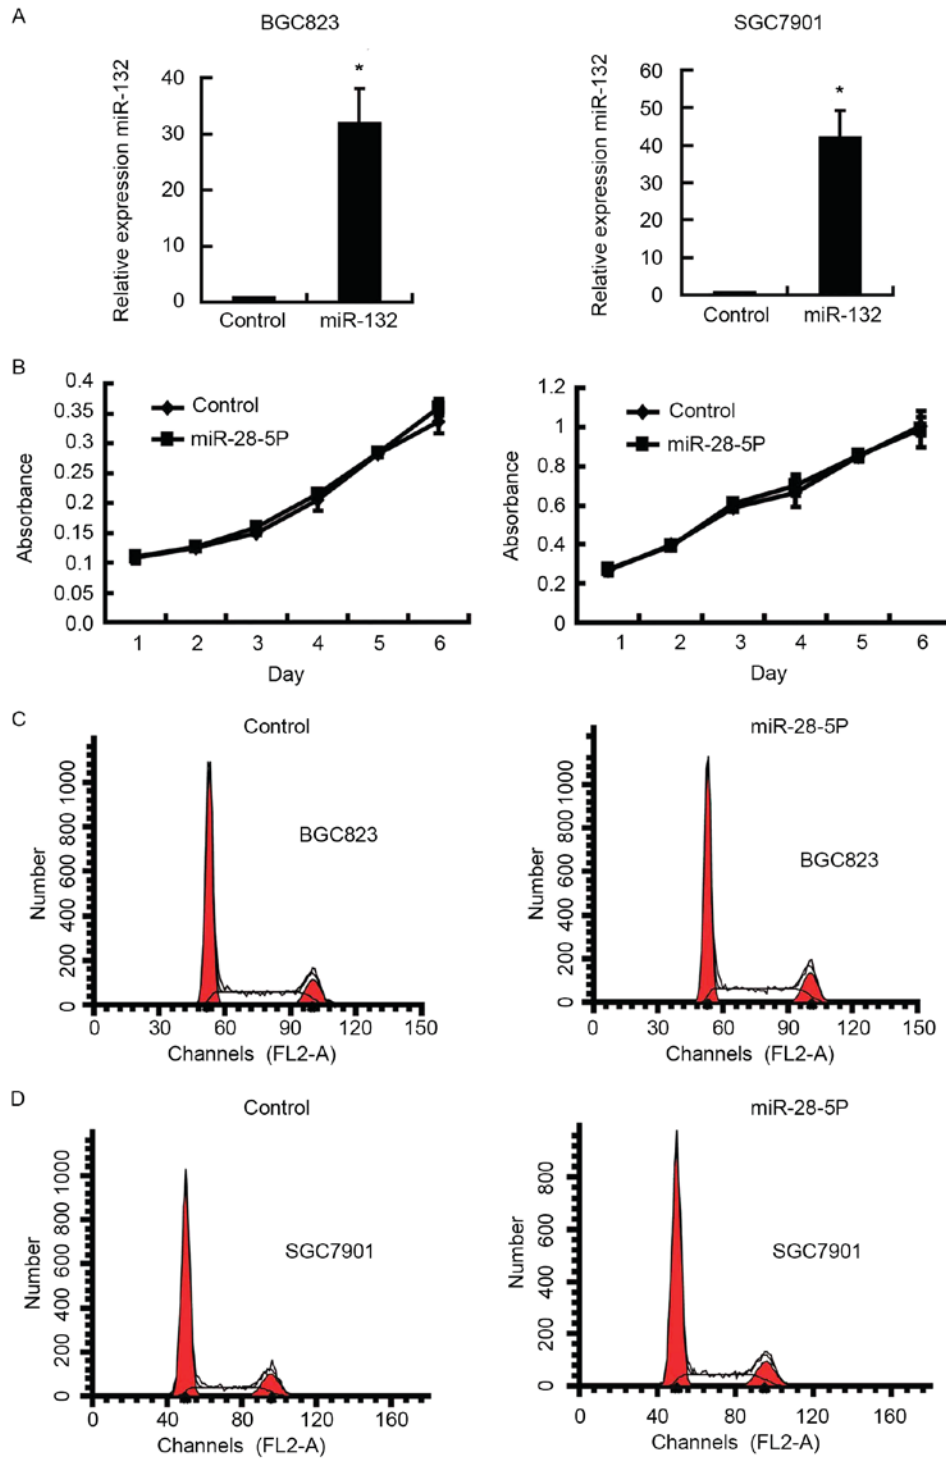 A
BGC823
SGC7901
Relative expression miR-132
40
30
20
10
0
*
Control
miR-132
Relative expression miR-132
60
50
40
30
20
10
0
*
Control
miR-132
B
Absorbance
0.4
0.35
0.3
0.25
0.2
0.15
0.1
0.05
0.0
Control
miR-28-5P
1 2 3 4 5 6
Day
Absorbance
1.2
1
0.8
0.6
0.4
0.2
0
Control
miR-28-5P
1 2 3 4 5 6
Day
C
Control
Number
0 200 400 600 800 1000
BGC823
0 60 90 120 150
Channels (FL2-A)
miR-28-5P
Number
0 200 400 600 800 1000
BGC823
0 30 60 90 120 150
Channels (FL2-A)
D
Control
Number
0 200 400 600 800 1000
SGC7901
0 40 80 120 160
Channels (FL2-A)
miR-28-5P
Number
0 200 400 600 800
SGC7901
0 40 80 120 160
Channels (FL2-A)